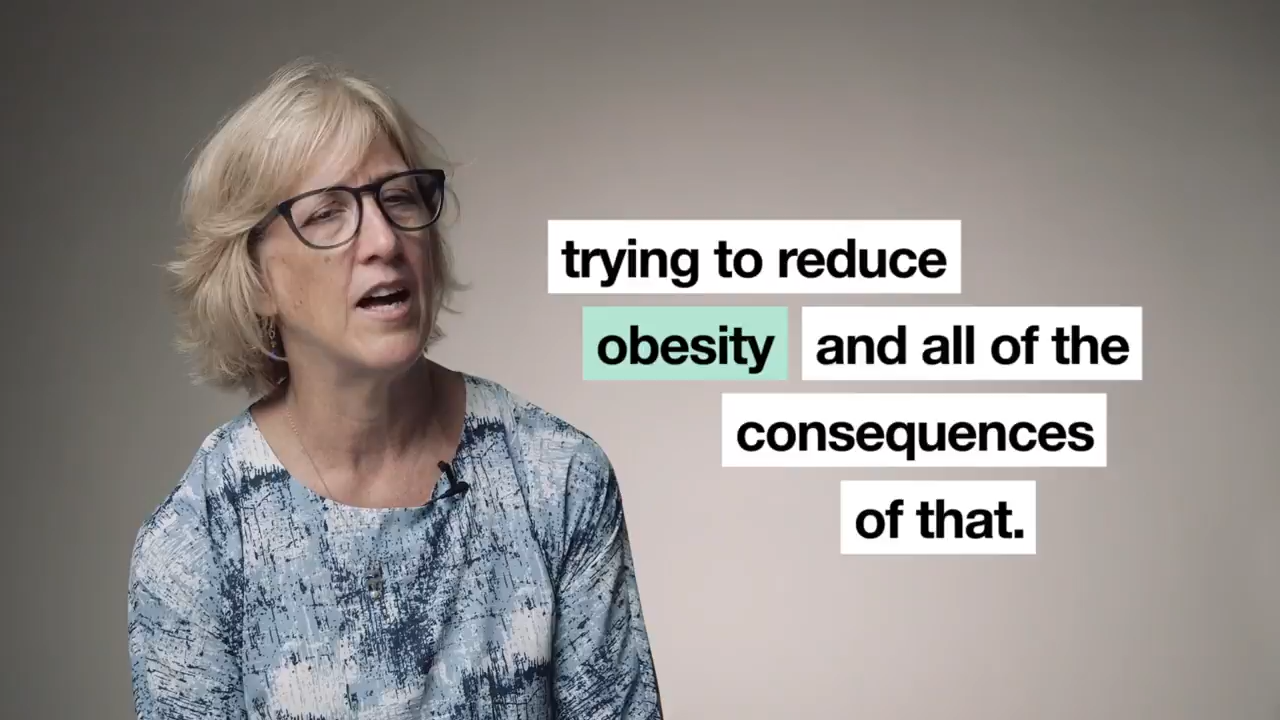 trying to reduce
obesity and all of the
consequences
of that.